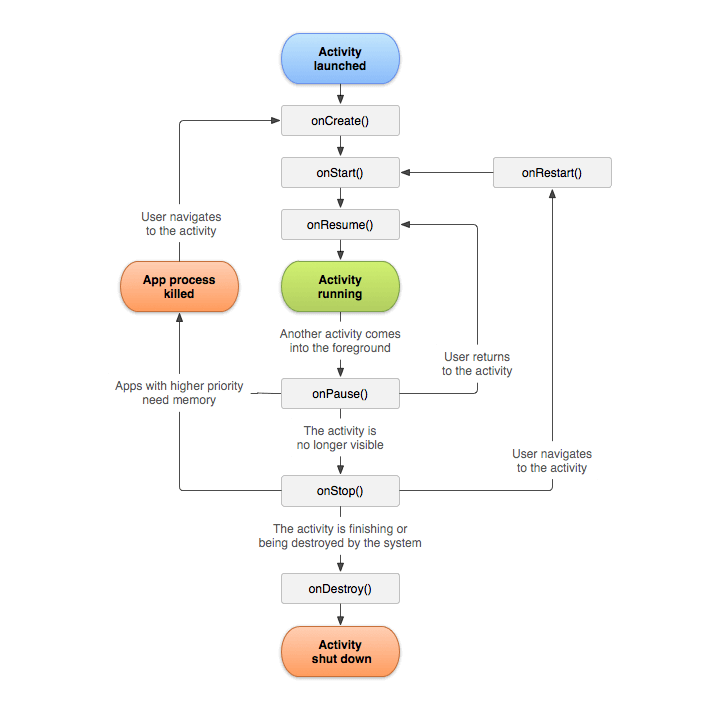 Activity
launched
onCreate()
onStart()
onRestart()
onResume()
User navigates
to the activity
App process
killed
Activity
running
Another activity comes
into the foreground
User returns
to the activity
Apps with higher priority
need memory
onPause()
The activity is
no longer visible
User navigates
to the activity
onStop()
The activity is finishing or
being destroyed by the system
onDestroy()
Activity
shut down